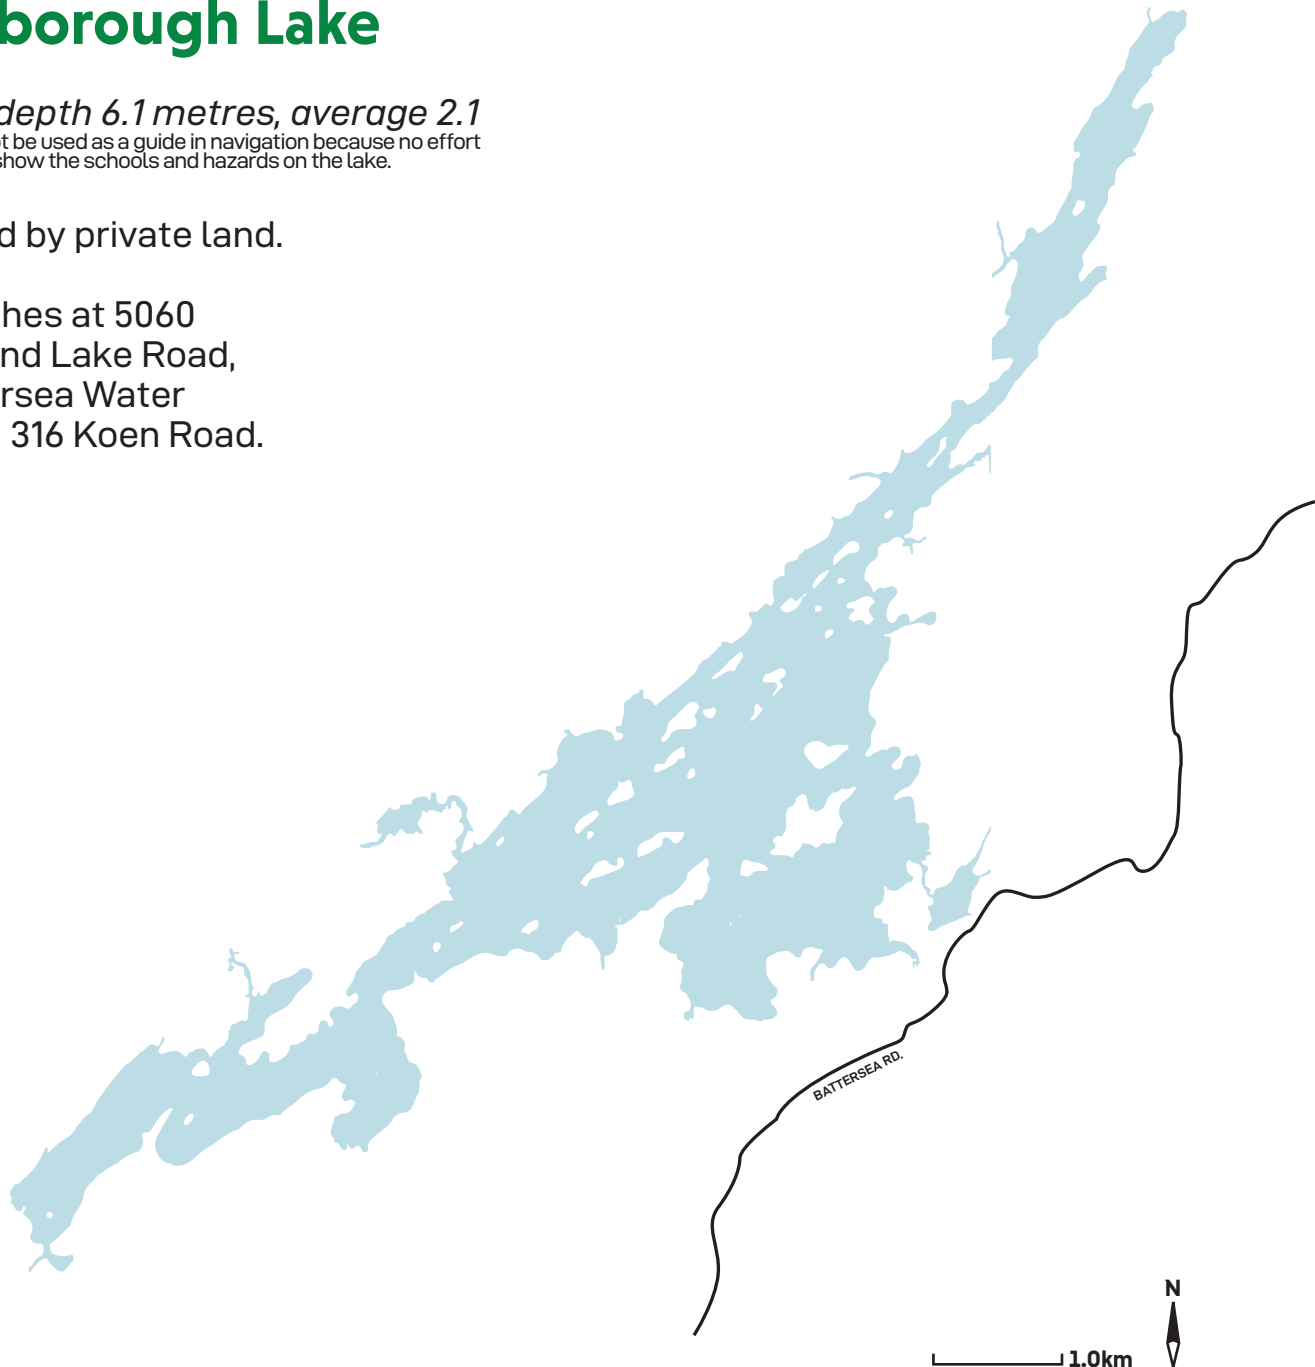 borough Lake
depth 6.1 metres, average 2.1
t be used as a guide in navigation because no effort
show the schools and hazards on the lake.
d by private land.
hes at 5060
nd Lake Road,
rsea Water
316 Koen Road.
BATTERSEA RD.
N
1.0km